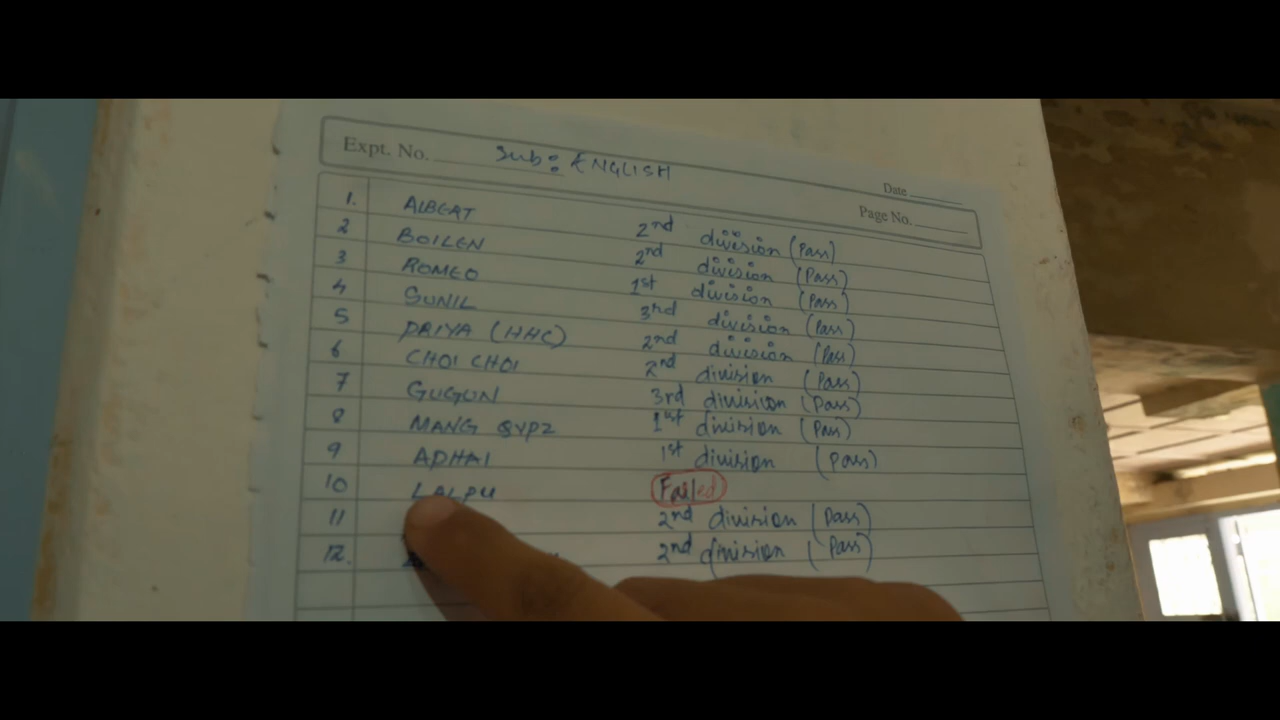 Expt. No. Sub: ENGLISH
Date
Page No.
1. ALBEAT 2nd division (Pass)
2 BOILEN 2nd division (Pass)
3 ROMEO 1st division (Pass)
4 SUNIL 3rd division (Pass)
5 PRIYA (HHC) 2nd division (Pass)
6 CHOI CHOI 2nd division (Pass)
7 GUGUN 3rd division (Pass)
8 MANG 1st division (Pass)
9 ADHAI 1st division (Pass)
10 LALPU Failed
11 2nd division (Pass)
12. 2nd division (Pass)